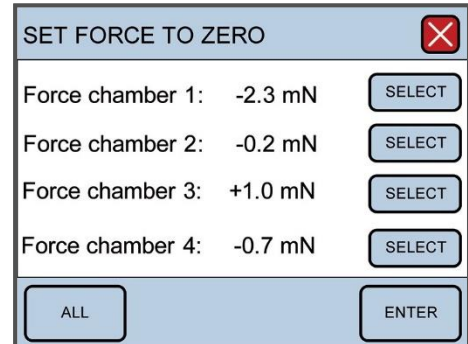 SET FORCE TO ZERO
Force chamber 1: -2.3 mN SELECT
Force chamber 2: -0.2 mN SELECT
Force chamber 3: +1.0 mN SELECT
Force chamber 4: -0.7 mN SELECT
ALL ENTER